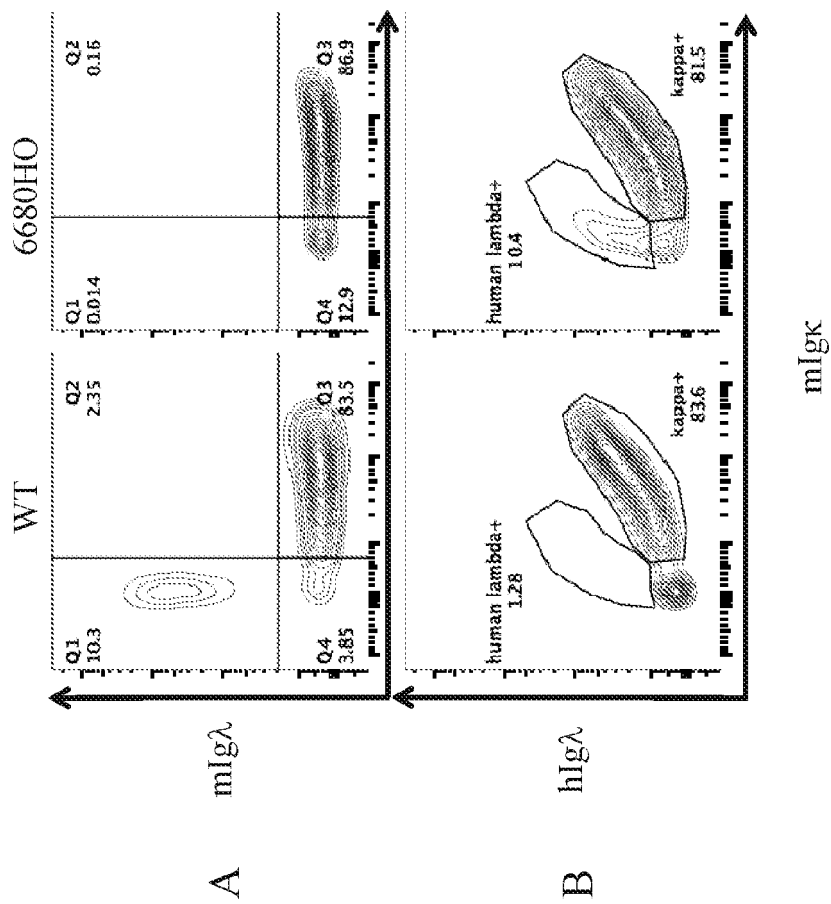 WT
6680HO
A
mIgλ
Q1
10.3
Q2
2.35
Q4
3.85
Q3
83.5
Q1
0.014
Q2
0.16
Q4
12.9
Q3
86.9
B
hIgλ
human lambda+
1.28
kappa+
83.6
human lambda+
10.4
kappa+
81.5
mIgκ